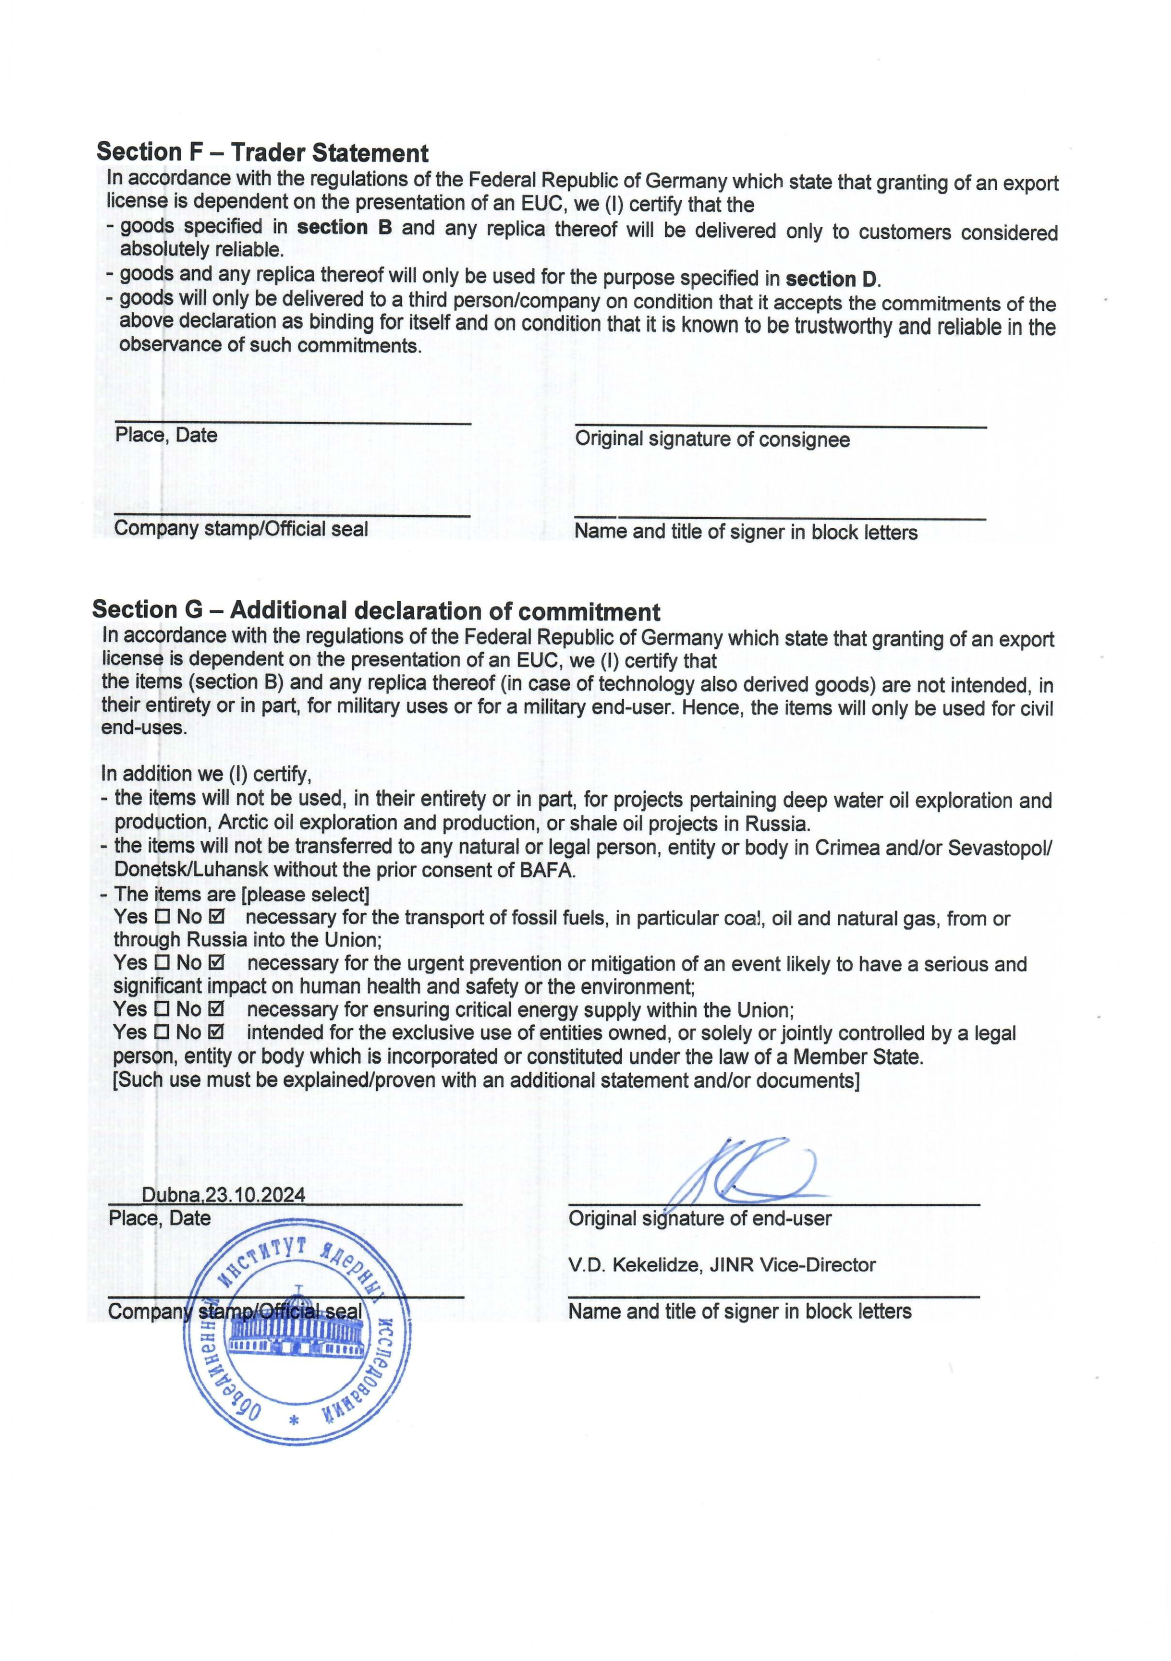 Section F – Trader Statement
In accordance with the regulations of the Federal Republic of Germany which state that granting of an export
license is dependent on the presentation of an EUC, we (I) certify that the
- goods specified in section B and any replica thereof will be delivered only to customers considered
absolutely reliable.
- goods and any replica thereof will only be used for the purpose specified in section D.
- goods will only be delivered to a third person/company on condition that it accepts the commitments of the
above declaration as binding for itself and on condition that it is known to be trustworthy and reliable in the
observance of such commitments.
Place, Date
Original signature of consignee
Company stamp/Official seal
Name and title of signer in block letters
Section G – Additional declaration of commitment
In accordance with the regulations of the Federal Republic of Germany which state that granting of an export
license is dependent on the presentation of an EUC, we (I) certify that
the items (section B) and any replica thereof (in case of technology also derived goods) are not intended, in
their entirety or in part, for military uses or for a military end-user. Hence, the items will only be used for civil
end-uses.
In addition we (I) certify,
- the items will not be used, in their entirety or in part, for projects pertaining deep water oil exploration and
production, Arctic oil exploration and production, or shale oil projects in Russia.
- the items will not be transferred to any natural or legal person, entity or body in Crimea and/or Sevastopol/
Donetsk/Luhansk without the prior consent of BAFA.
- The items are [please select]
Yes ☐ No ☑ necessary for the transport of fossil fuels, in particular coal, oil and natural gas, from or
through Russia into the Union;
Yes ☐ No ☑ necessary for the urgent prevention or mitigation of an event likely to have a serious and
significant impact on human health and safety or the environment;
Yes ☐ No ☑ necessary for ensuring critical energy supply within the Union;
Yes ☐ No ☑ intended for the exclusive use of entities owned, or solely or jointly controlled by a legal
person, entity or body which is incorporated or constituted under the law of a Member State.
[Such use must be explained/proven with an additional statement and/or documents]
Dubna,23.10.2024
Place, Date
Original signature of end-user
V.D. Kekelidze, JINR Vice-Director
Company stamp/Official seal
Name and title of signer in block letters
Объединенный институт ядерных исследований *